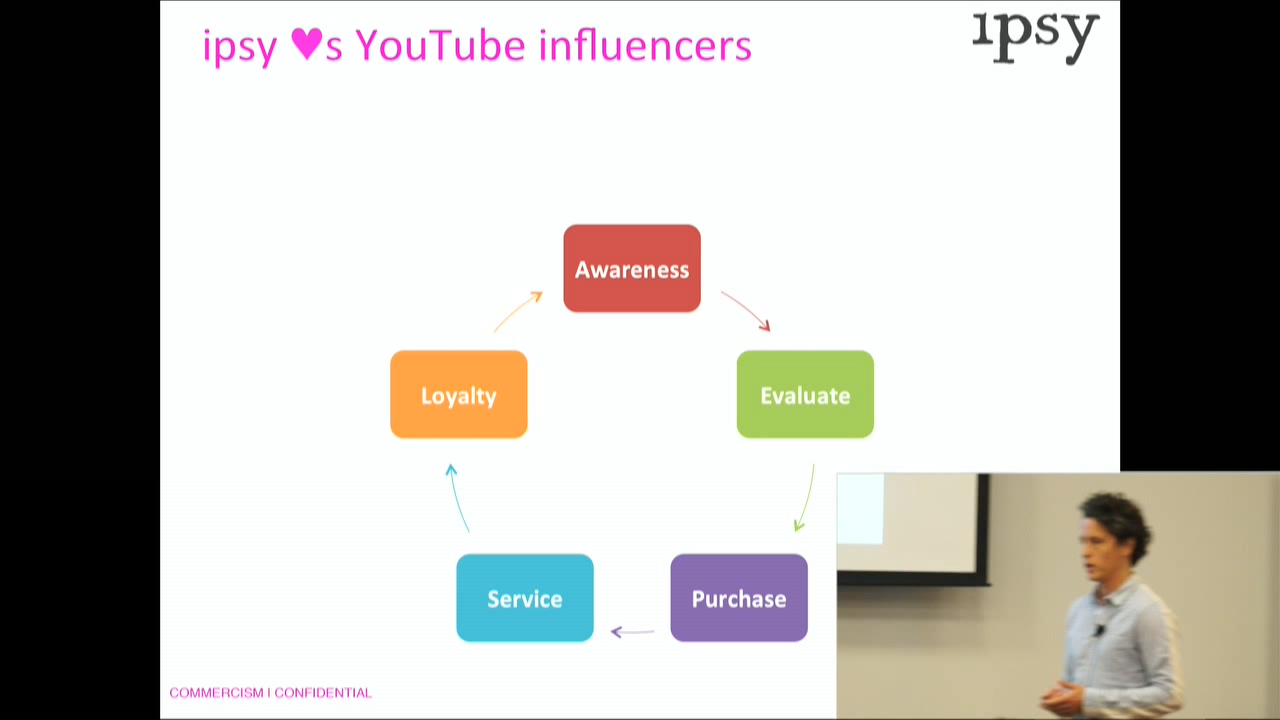 ipsy ♥s YouTube influencers
ipsy
Awareness
Loyalty
Evaluate
Service
Purchase
COMMERCISM | CONFIDENTIAL